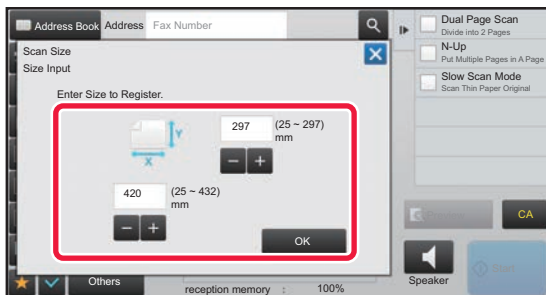 Address Book Address Fax Number
Scan Size
Size Input
Enter Size to Register.
Y
297 (25 ~ 297)
mm
X
420 (25 ~ 432)
mm
OK
Others
reception memory : 100%
Dual Page Scan
Divide into 2 Pages
N-Up
Put Multiple Pages in A Page
Slow Scan Mode
Scan Thin Paper Original
CA
Speaker
Start